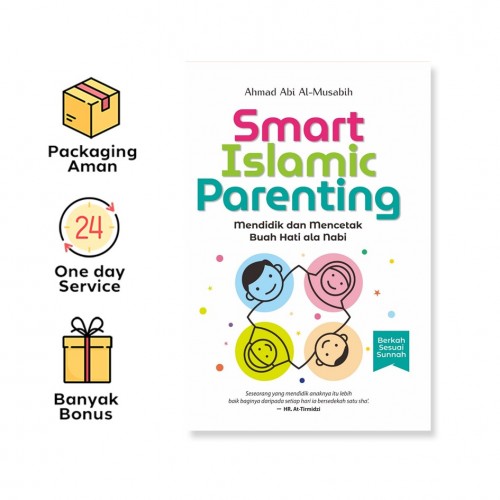 Packaging
Aman
24
One day
Service
Banyak
Bonus
Ahmad Abi Al-Musabih
Smart
Islamic
Parenting
Mendidik dan Mencetak
Buah Hati ala Nabi
Berkah
Sesuai
Sunnah
Seseorang yang mendidik anaknya itu lebih
baik baginya daripada setiap hari ia bersedekah satu sha'.
— HR. At-Tirmidzi